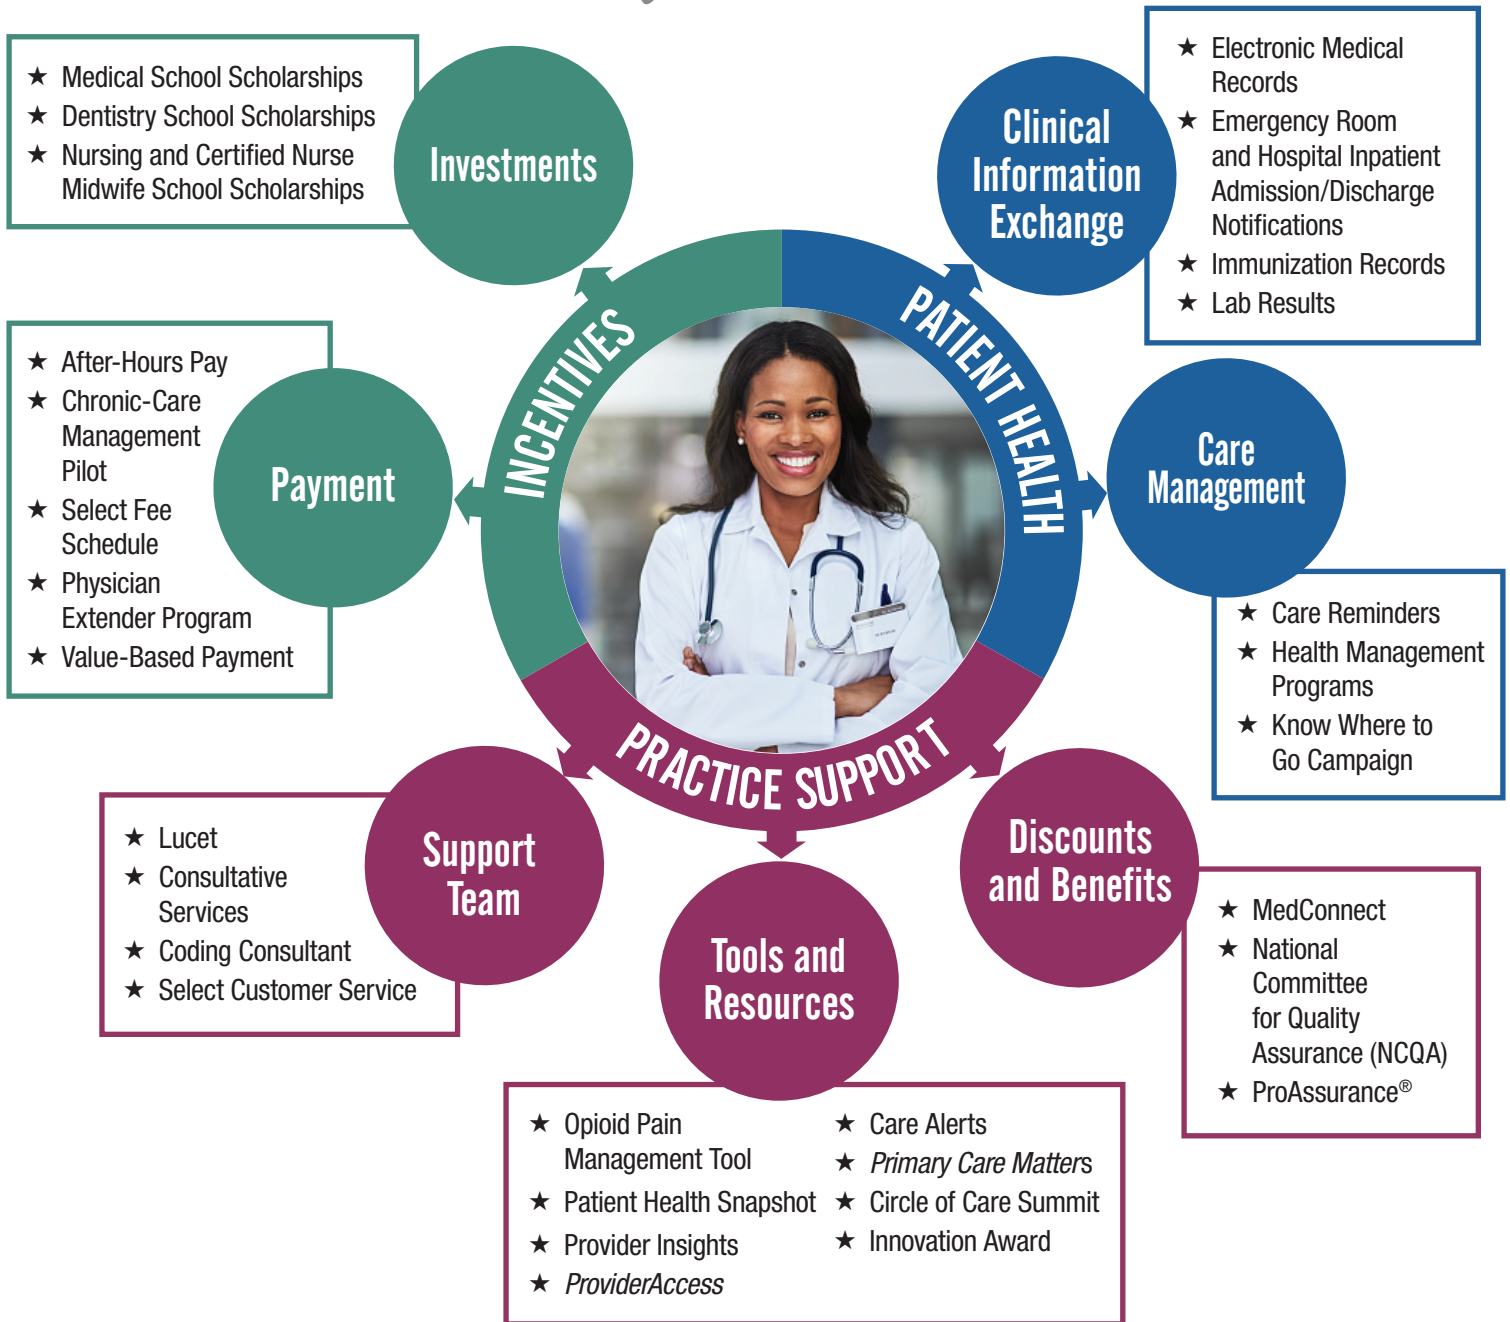 ★ Medical School Scholarships
★ Dentistry School Scholarships
★ Nursing and Certified Nurse
Midwife School Scholarships
Investments
Clinical
Information
Exchange
★ Electronic Medical
Records
★ Emergency Room
and Hospital Inpatient
Admission/Discharge
Notifications
★ Immunization Records
★ Lab Results
INCENTIVES
PATIENT HEALTH
PRACTICE SUPPORT
★ After-Hours Pay
★ Chronic-Care
Management
Pilot
★ Select Fee
Schedule
★ Physician
Extender Program
★ Value-Based Payment
Payment
Care
Management
★ Care Reminders
★ Health Management
Programs
★ Know Where to
Go Campaign
★ Lucet
★ Consultative
Services
★ Coding Consultant
★ Select Customer Service
Support
Team
Tools and
Resources
Discounts
and Benefits
★ MedConnect
★ National
Committee
for Quality
Assurance (NCQA)
★ ProAssurance®
★ Opioid Pain
Management Tool
★ Patient Health Snapshot
★ Provider Insights
★ ProviderAccess
★ Care Alerts
★ Primary Care Matters
★ Circle of Care Summit
★ Innovation Award